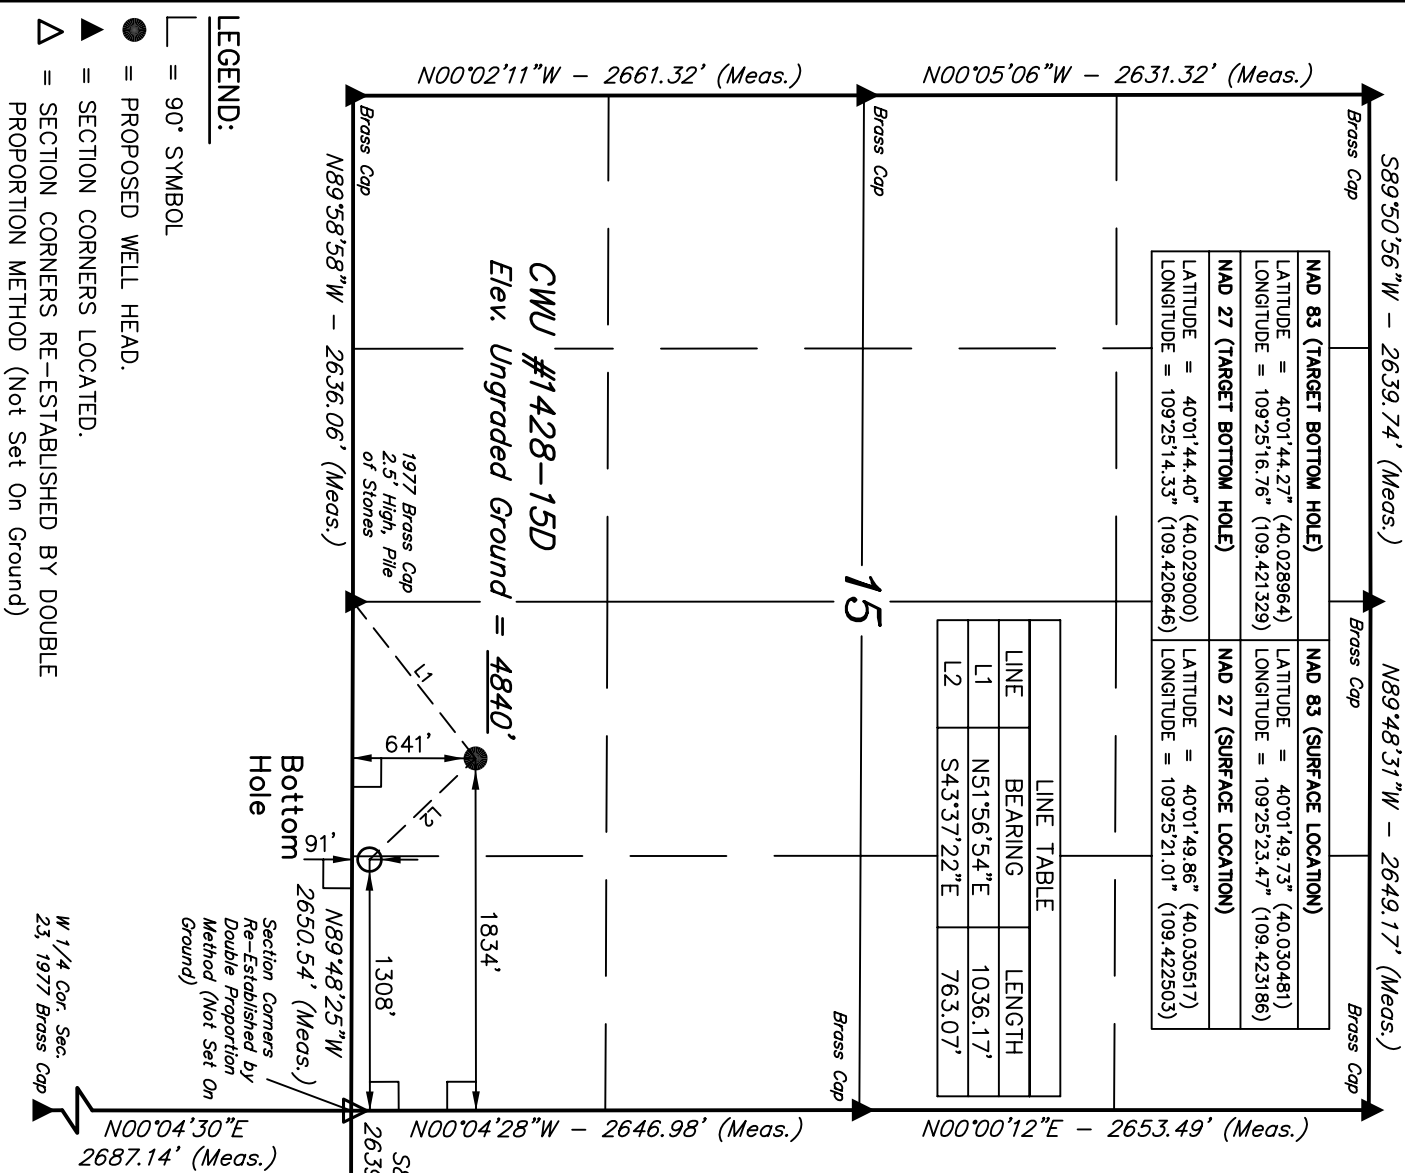 S89°50'56"W - 2639.74' (Meas.)
N89°48'31"W - 2649.17' (Meas.)
N00°02'11"W - 2661.32' (Meas.)
N00°05'06"W - 2631.32' (Meas.)
Brass Cap
Brass Cap
Brass Cap
Brass Cap
Brass Cap
Brass Cap
NAD 83 (TARGET BOTTOM HOLE)
LATITUDE = 40°01'44.27" (40.028964)
LONGITUDE = 109°25'16.76" (109.421329)
NAD 27 (TARGET BOTTOM HOLE)
LATITUDE = 40°01'44.40" (40.029000)
LONGITUDE = 109°25'14.33" (109.420646)
NAD 83 (SURFACE LOCATION)
LATITUDE = 40°01'49.73" (40.030481)
LONGITUDE = 109°25'23.47" (109.423186)
NAD 27 (SURFACE LOCATION)
LATITUDE = 40°01'49.86" (40.030517)
LONGITUDE = 109°25'21.01" (109.422503)
LINE TABLE
LINE BEARING LENGTH
L1 N51°56'54"E 1036.17'
L2 S43°37'22"E 763.07'
15
CWU #1428-15D
Elev. Ungraded Ground = 4840'
1977 Brass Cap
2.5' High, Pile
of Stones
L1
L2
641'
1834'
1308'
91'
Bottom
Hole
N89°58'58"W - 2636.06' (Meas.)
N89°48'25"W
2650.54' (Meas.)
Section Corners
Re-Established by
Double Proportion
Method (Not Set On
Ground)
W 1/4 Cor. Sec.
23, 1977 Brass Cap
N00°04'30"E
2687.14' (Meas.)
N00°04'28"W - 2646.98' (Meas.)
N00°00'12"E - 2653.49' (Meas.)
LEGEND:
= 90° SYMBOL
= PROPOSED WELL HEAD.
= SECTION CORNERS LOCATED.
= SECTION CORNERS RE-ESTABLISHED BY DOUBLE
PROPORTION METHOD (Not Set On Ground)